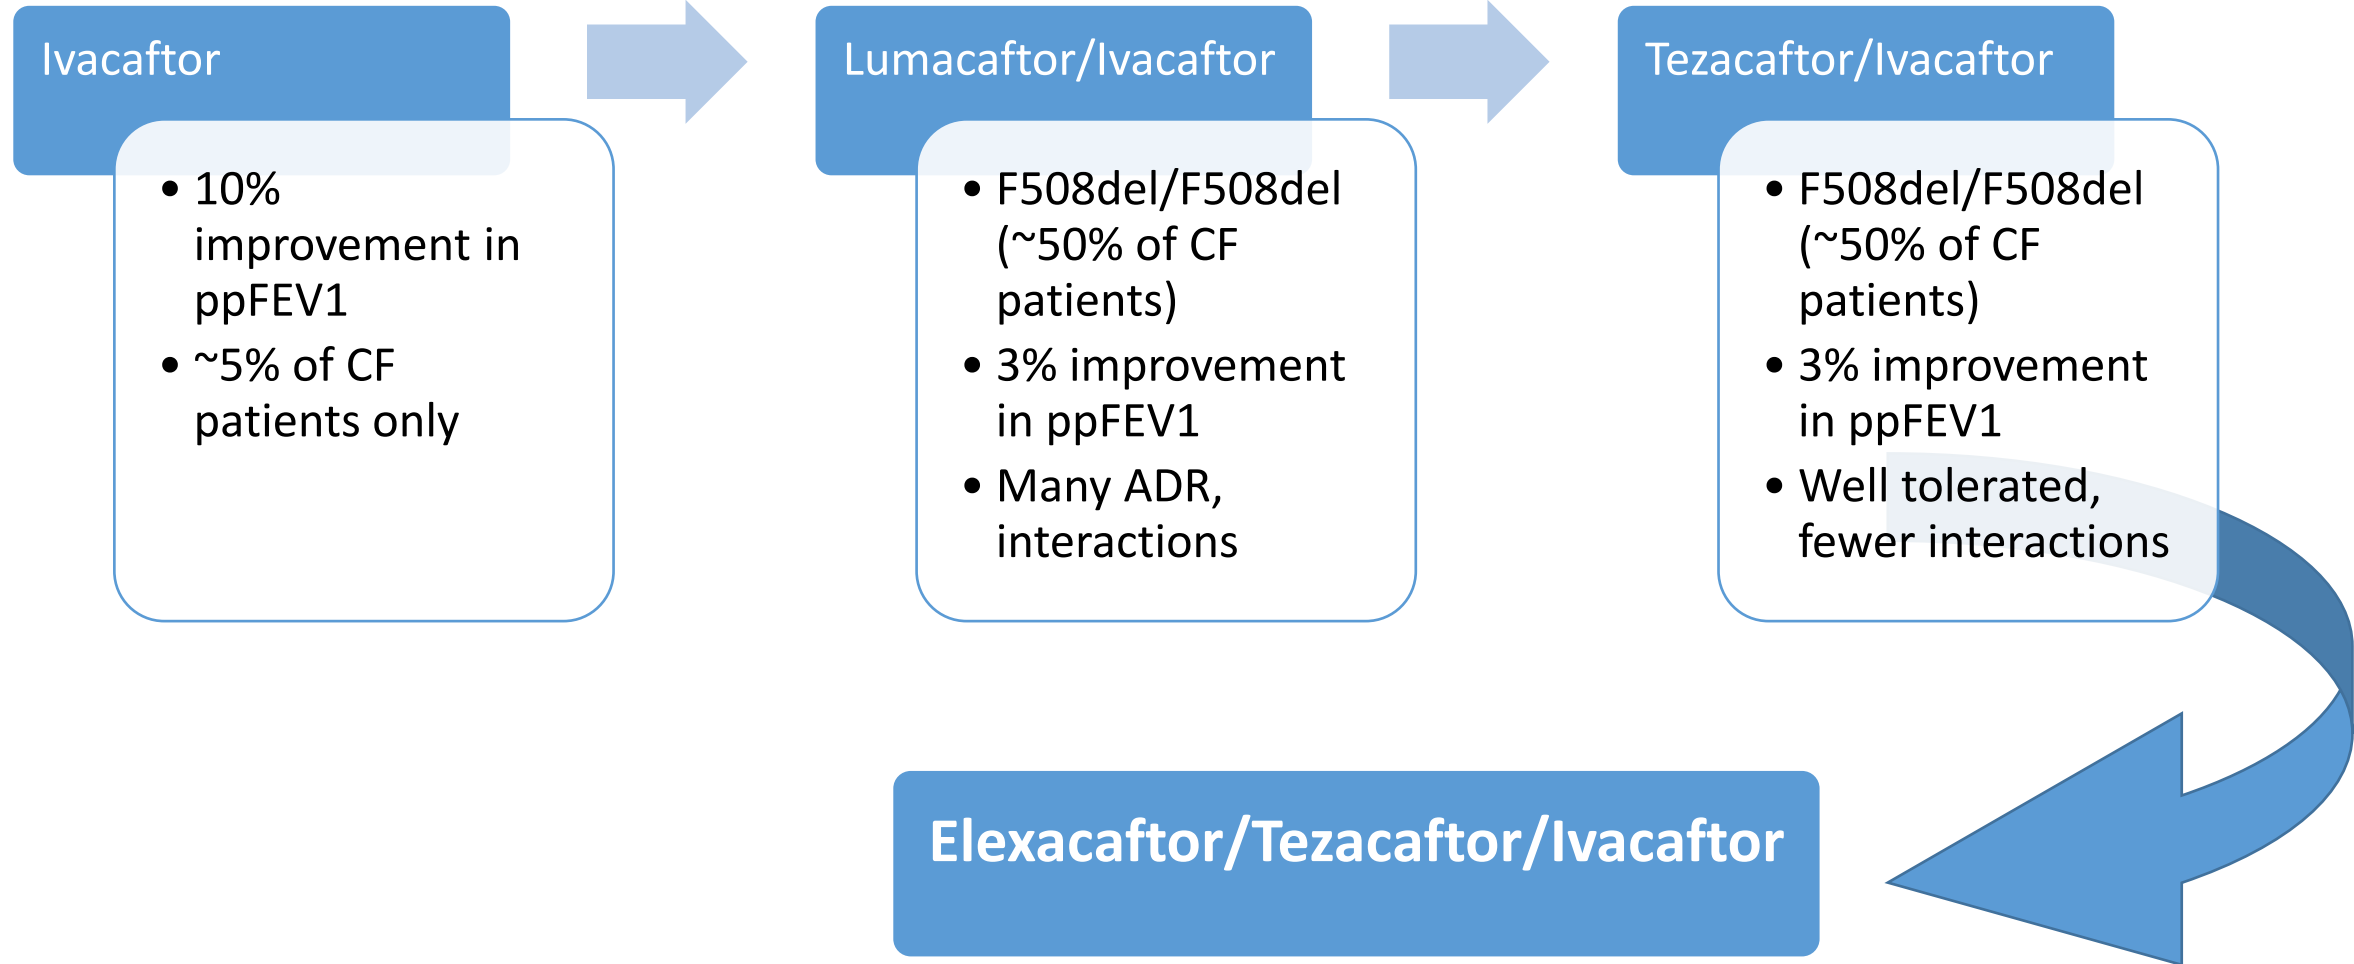 Ivacaftor
• 10%
improvement in
ppFEV1
• ~5% of CF
patients only
Lumacaftor/Ivacaftor
• F508del/F508del
(~50% of CF
patients)
• 3% improvement
in ppFEV1
• Many ADR,
interactions
Tezacaftor/Ivacaftor
• F508del/F508del
(~50% of CF
patients)
• 3% improvement
in ppFEV1
• Well tolerated,
fewer interactions
Elexacaftor/Tezacaftor/Ivacaftor